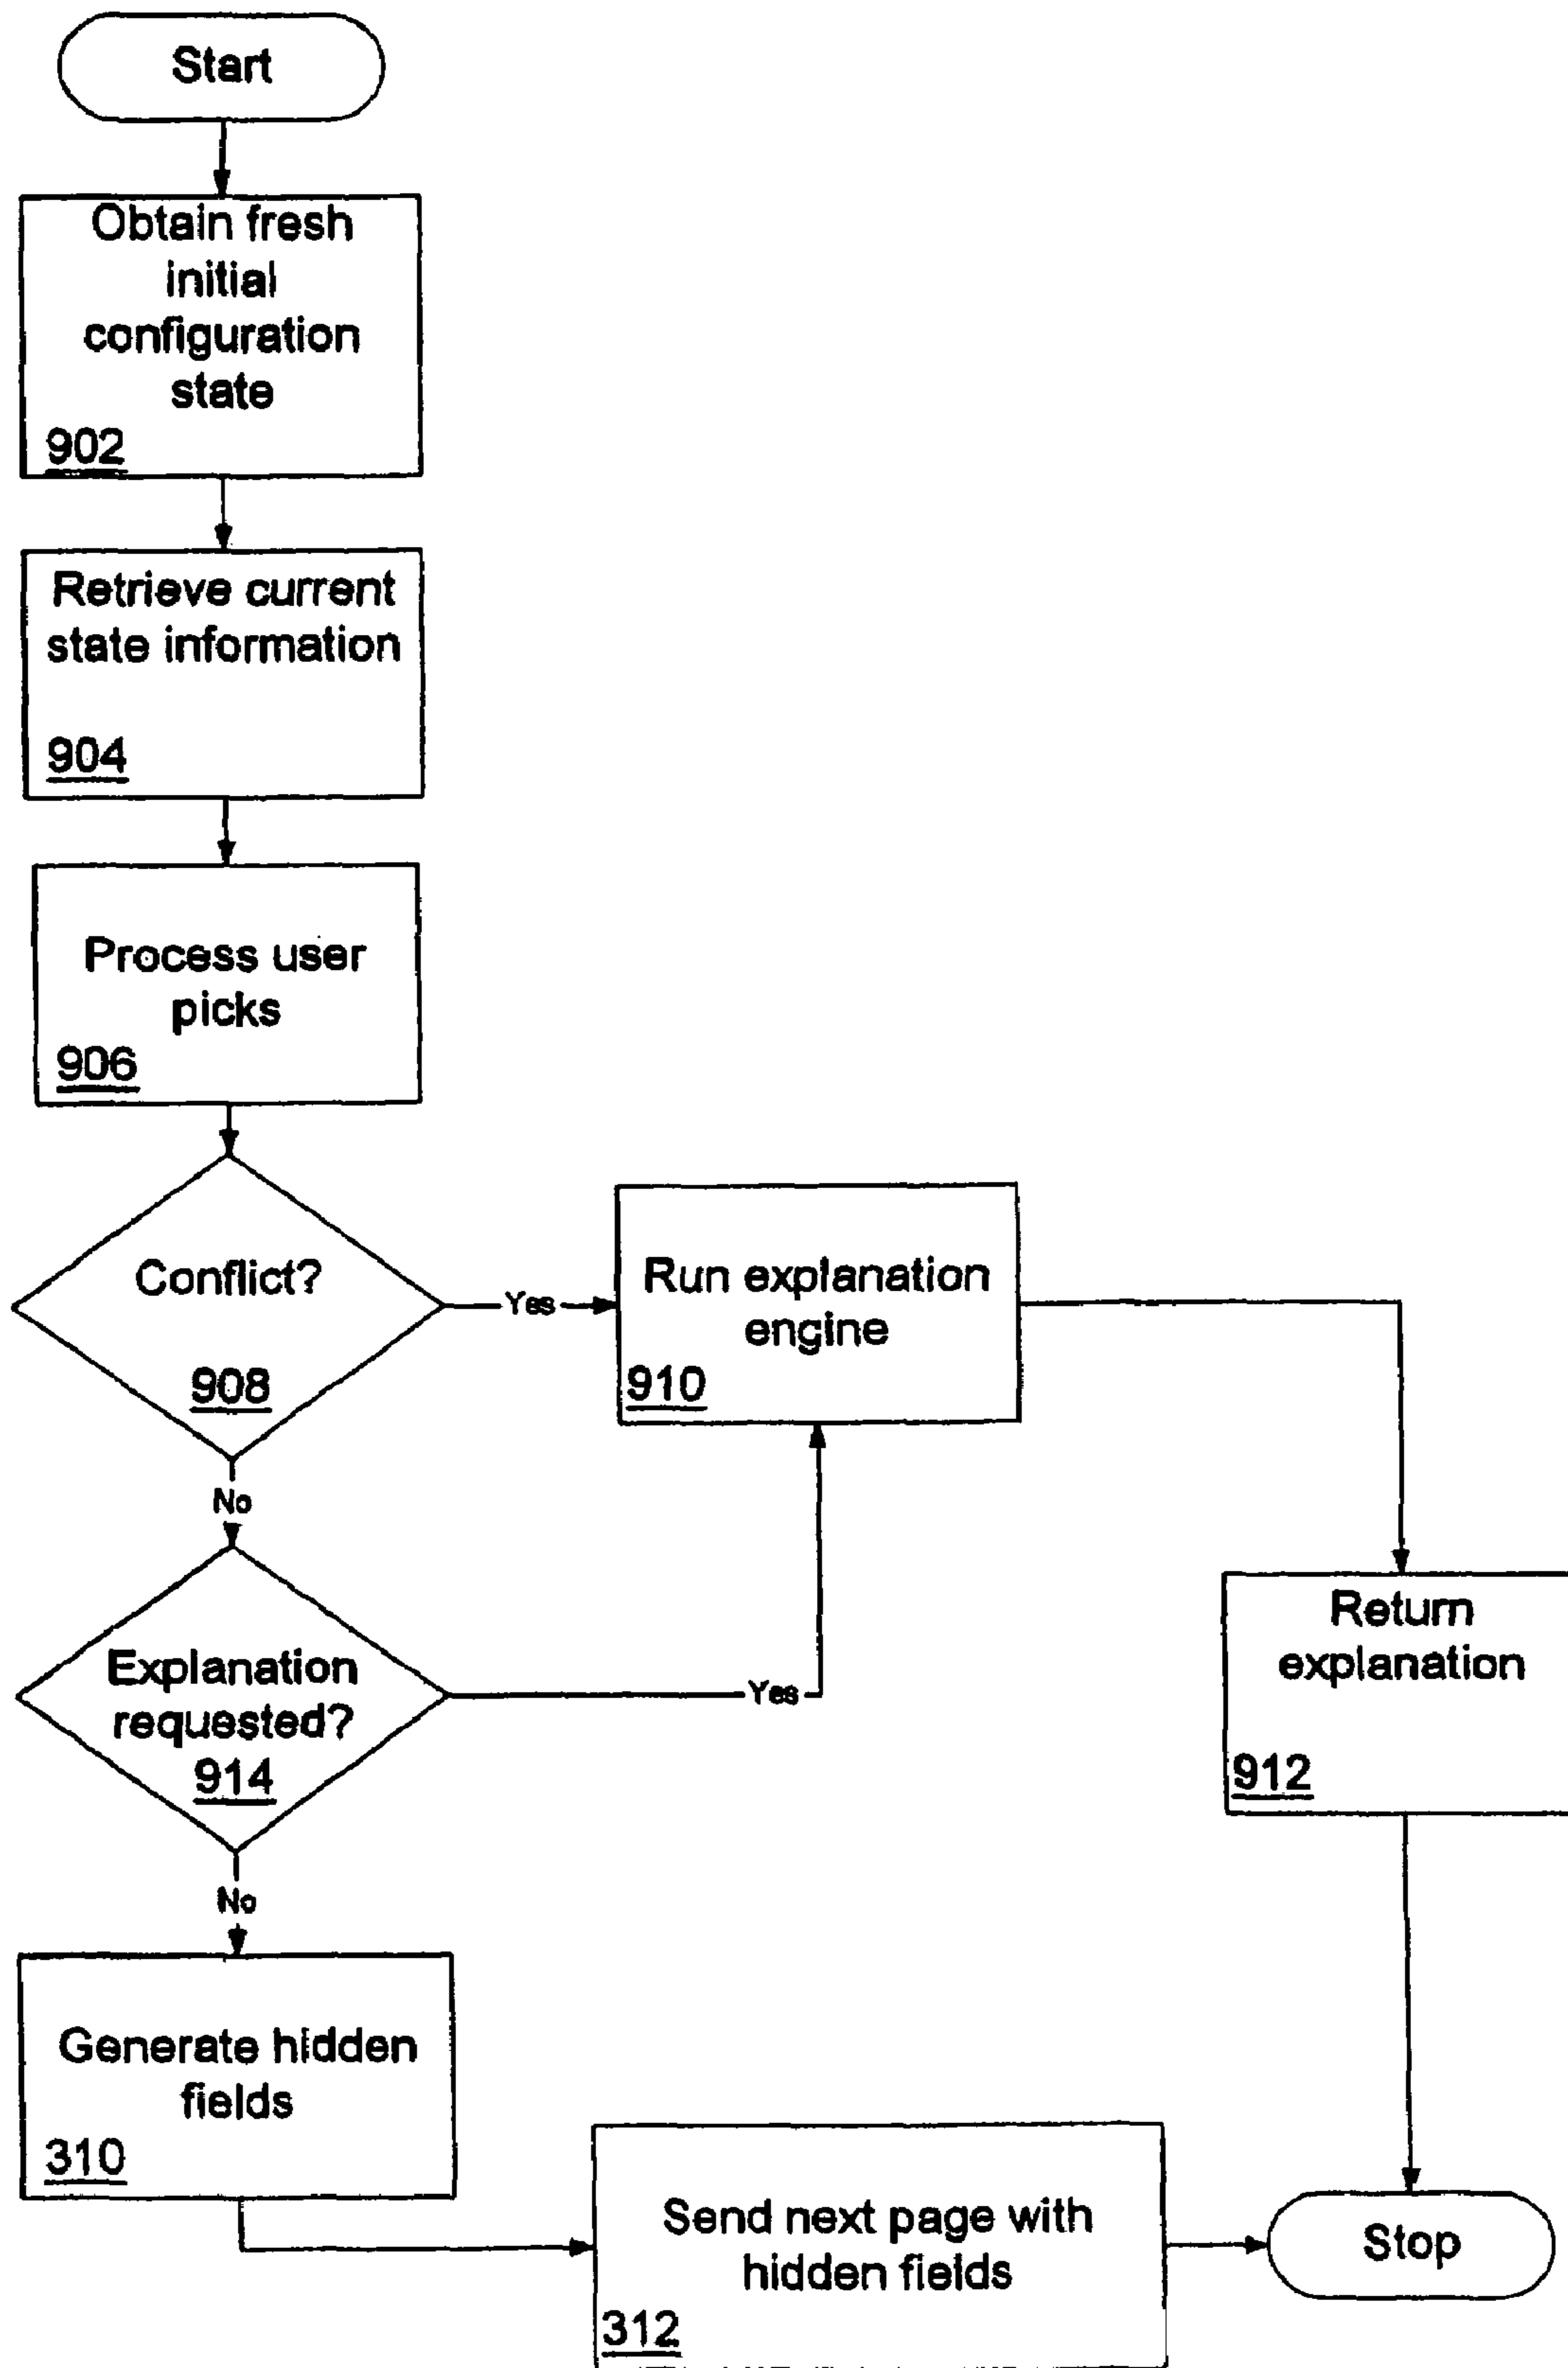 Start
Obtain fresh
initial
configuration
state
902
Retrieve current
state information
904
Process user
picks
906
Conflict?
908
Yes
Run explanation
engine
910
No
Explanation
requested?
914
Yes
Return
explanation
912
No
Generate hidden
fields
310
Send next page with
hidden fields
312
Stop